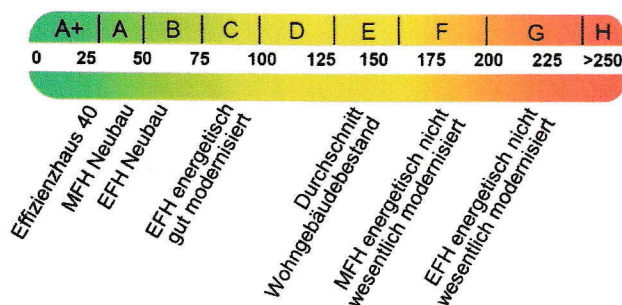 A+ A B C D E F G H
0 25 50 75 100 125 150 175 200 225 >250
Effizienzhaus 40
MFH Neubau
EFH Neubau
EFH energetisch
gut modernisiert
Durchschnitt
Wohngebäudebestand
MFH energetisch nicht
wesentlich modernisiert
EFH energetisch nicht
wesentlich modernisiert